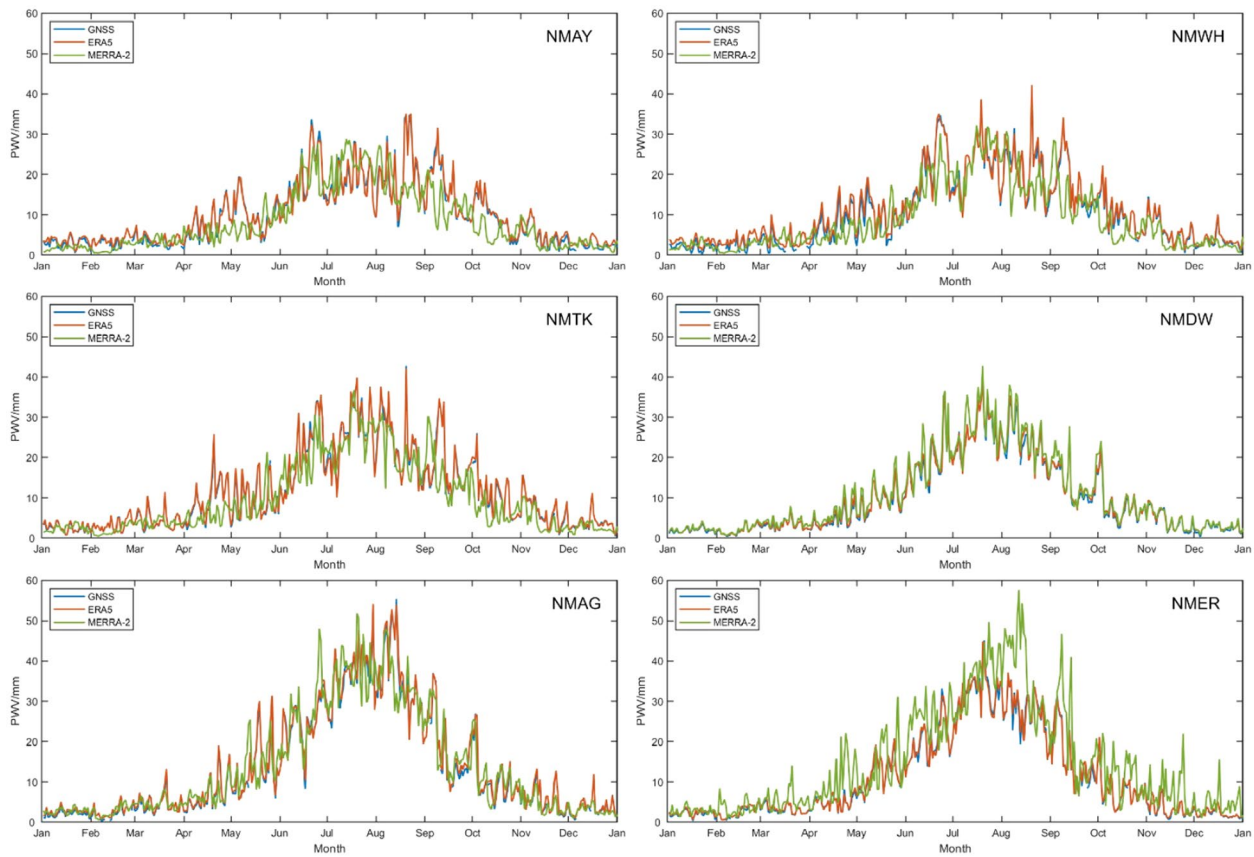 60
50
40
30
20
10
0
PWV/mm
GNSS
ERA5
MERRA-2
NMAY
Jan Feb Mar Apr May Jun Jul Aug Sep Oct Nov Dec Jan
Month
60
50
40
30
20
10
0
PWV/mm
GNSS
ERA5
MERRA-2
NMWH
Jan Feb Mar Apr May Jun Jul Aug Sep Oct Nov Dec Jan
Month
60
50
40
30
20
10
0
PWV/mm
GNSS
ERA5
MERRA-2
NMTK
Jan Feb Mar Apr May Jun Jul Aug Sep Oct Nov Dec Jan
Month
60
50
40
30
20
10
0
PWV/mm
GNSS
ERA5
MERRA-2
NMDW
Jan Feb Mar Apr May Jun Jul Aug Sep Oct Nov Dec Jan
Month
60
50
40
30
20
10
0
PWV/mm
GNSS
ERA5
MERRA-2
NMAG
Jan Feb Mar Apr May Jun Jul Aug Sep Oct Nov Dec Jan
Month
60
50
40
30
20
10
0
PWV/mm
GNSS
ERA5
MERRA-2
NMER
Jan Feb Mar Apr May Jun Jul Aug Sep Oct Nov Dec Jan
Month